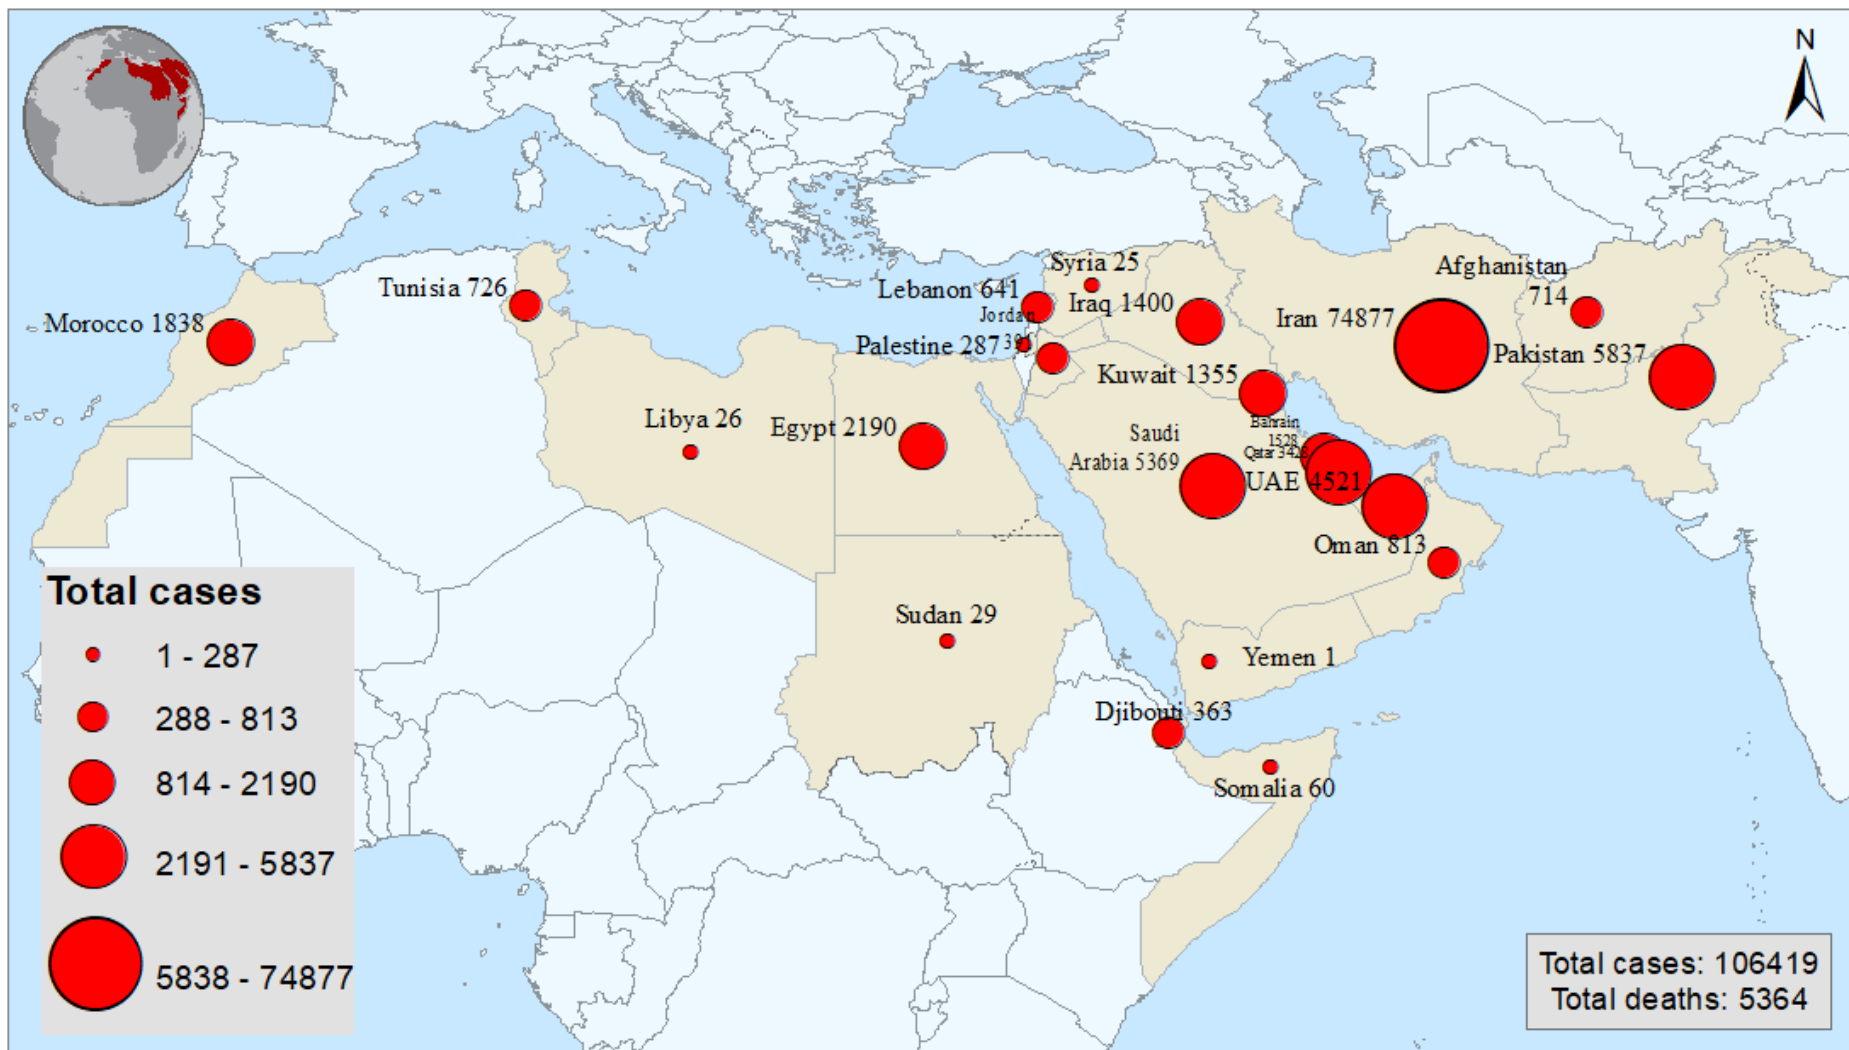 N
Syria 25
Afghanistan
714
Tunisia 726
Lebanon 641
Iraq 1400
Jordan
Iran 74877
Morocco 1838
Palestine 287
Pakistan 5837
Kuwait 1355
Libya 26
Egypt 2190
Bahrain
1528
Saudi
Arabia 5369
Qatar 3428
UAE 4521
Oman 813
Sudan 29
Yemen 1
Djibouti 363
Somalia 60
Total cases
1 - 287
288 - 813
814 - 2190
2191 - 5837
5838 - 74877
Total cases: 106419
Total deaths: 5364